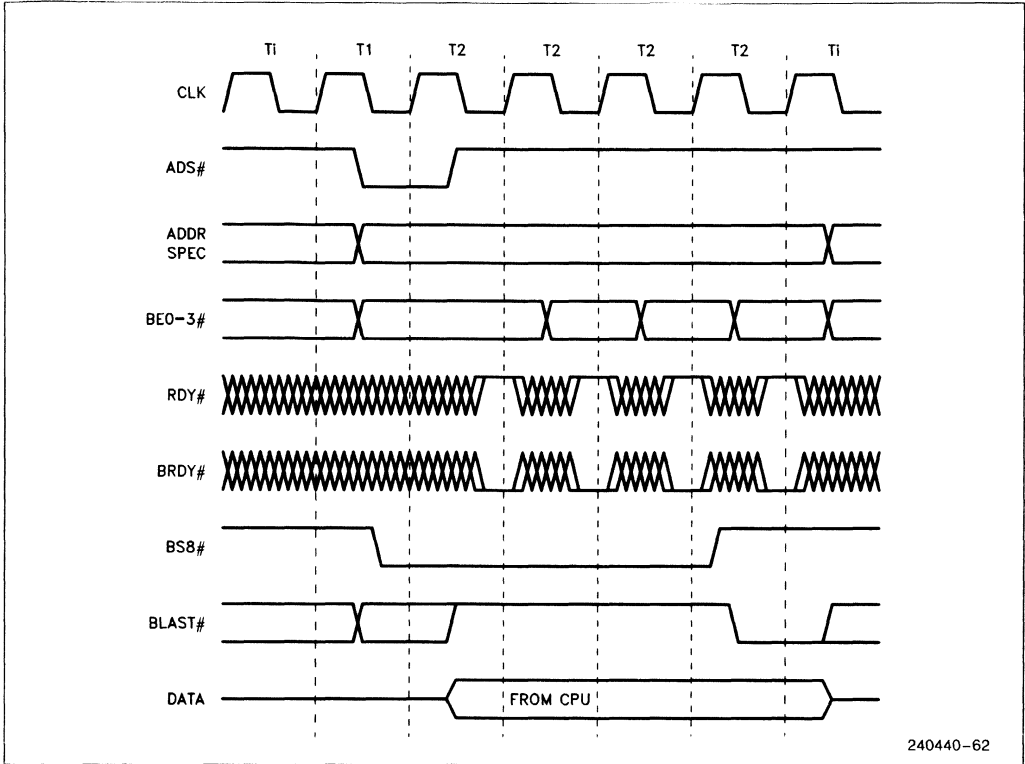 Ti T1 T2 T2 T2 T2 Ti
CLK
ADS#
ADDR
SPEC
BE0-3#
RDY#
BRDY#
BS8#
BLAST#
DATA
FROM CPU
240440-62